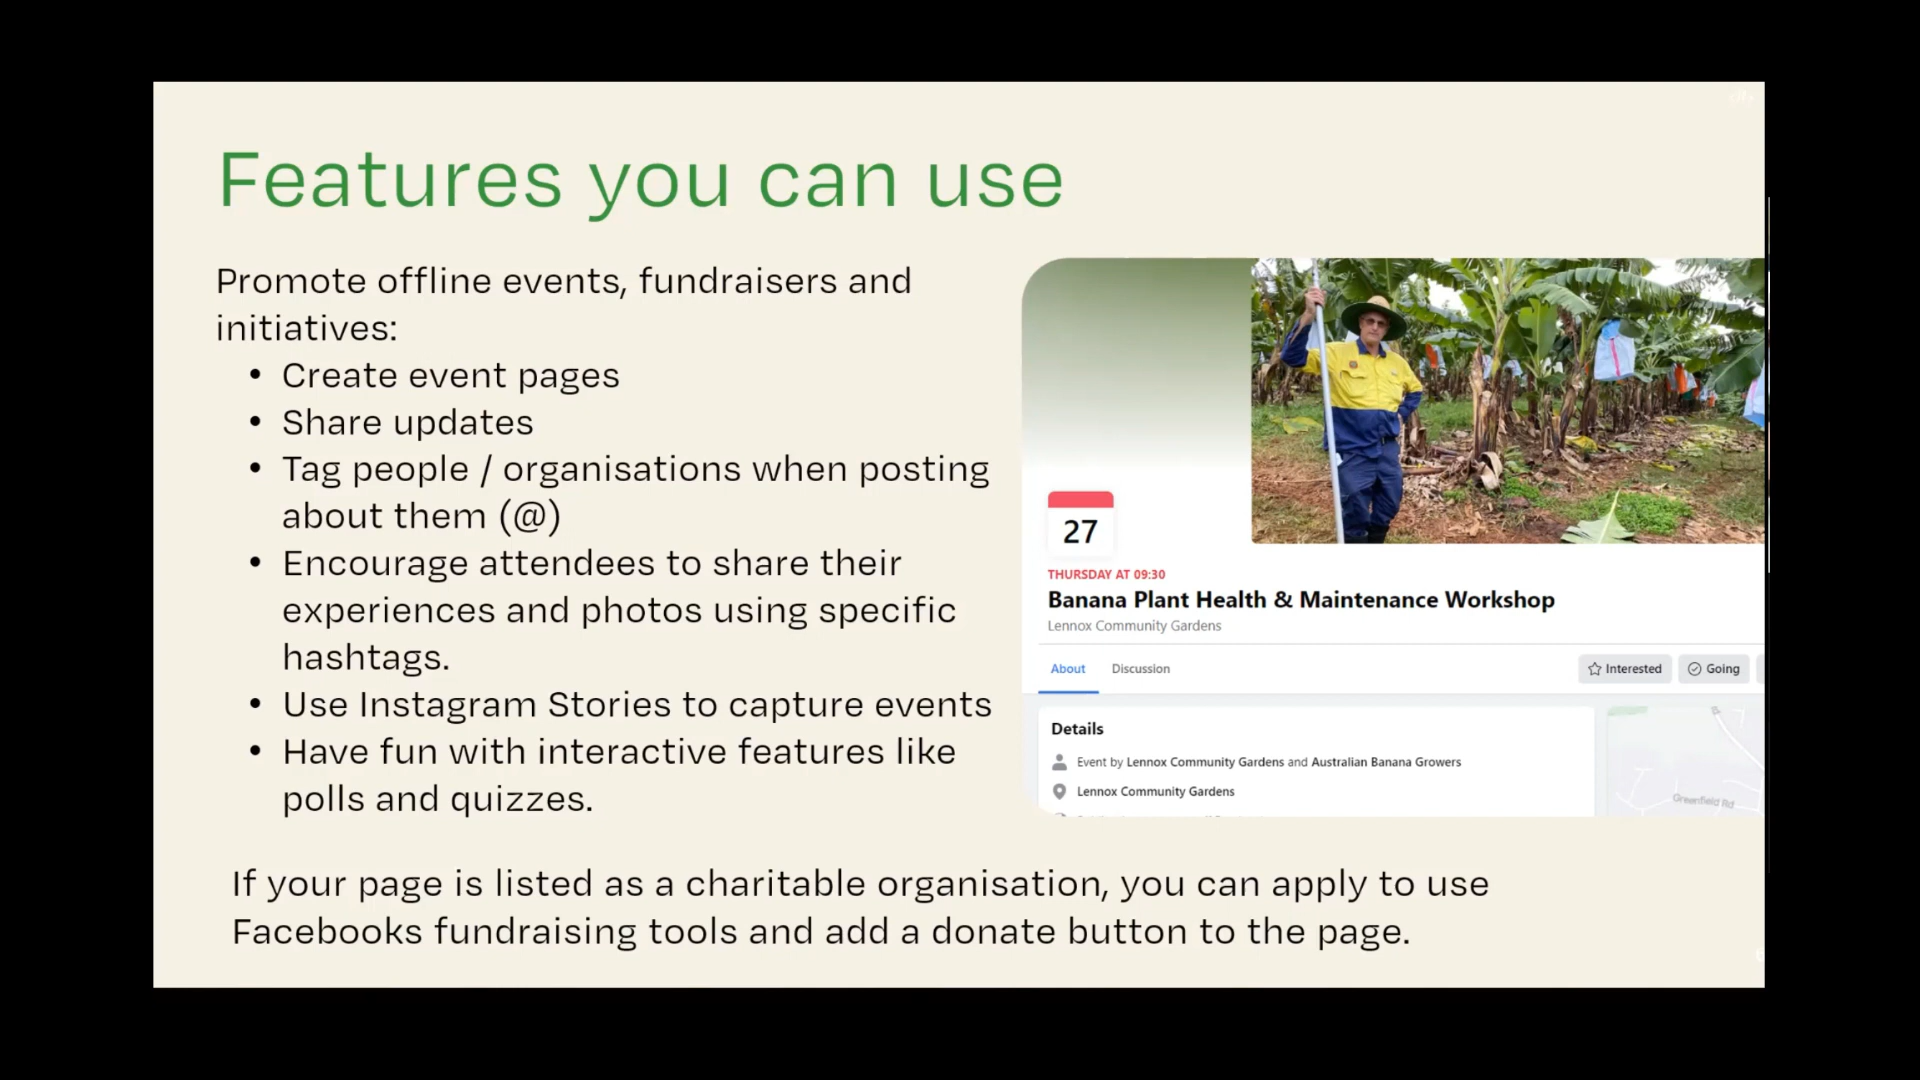 Features you can use
Promote offline events, fundraisers and
initiatives:
• Create event pages
• Share updates
• Tag people / organisations when posting
about them (@)
• Encourage attendees to share their
experiences and photos using specific
hashtags.
• Use Instagram Stories to capture events
• Have fun with interactive features like
polls and quizzes.
27
THURSDAY AT 09:30
Banana Plant Health & Maintenance Workshop
Lennox Community Gardens
About Discussion Interested Going
Details
Event by Lennox Community Gardens and Australian Banana Growers
Lennox Community Gardens
Greenfield Rd
If your page is listed as a charitable organisation, you can apply to use
Facebooks fundraising tools and add a donate button to the page.